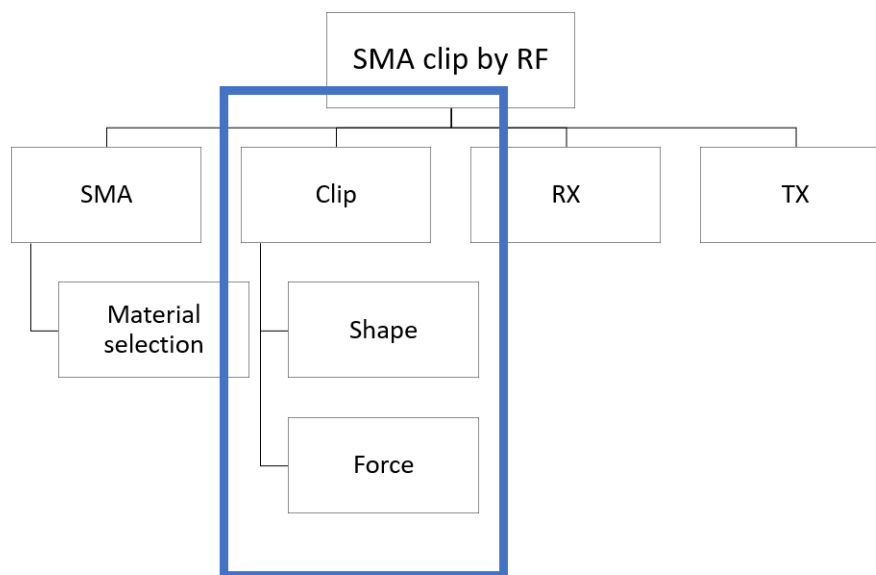 SMA clip by RF
SMA
Clip
RX
TX
Material
selection
Shape
Force